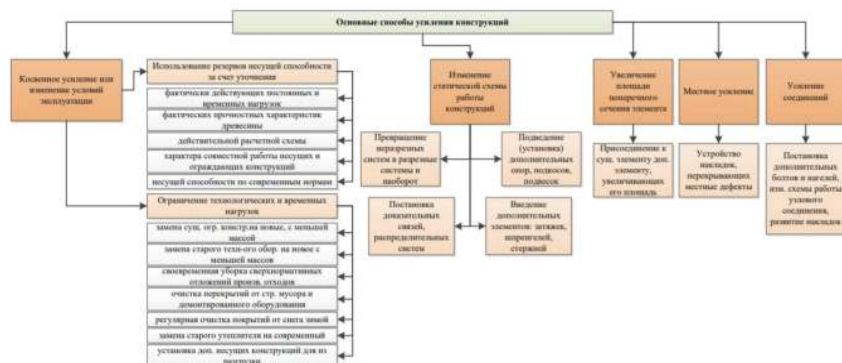 Основные способы усиления конструкций
Косвенное усиление или
изменение условий
эксплуатации
Использование резервов несущей способности
за счет уточнения
фактически действующих постоянных и
временных нагрузок
фактических прочностных характеристик
древесины
действительной расчетной схемы
характера совместной работы несущих и
ограждающих конструкций
несущей способности по современным нормам
Ограничение технологических и временных
нагрузок
замена сущ. огр. констр.на новые, с меньшей
массой
замена старого техн-ого обор. на новое с
меньшей массов
своевременная уборка сверхнормативных
отложений произв. отходов
очистка перекрытий от стр. мусора и
демонтированного оборудования
регулярная очистка покрытий от снега зимой
замена старого утеплителя на современный
установка доп. несущих конструкций для из
разгрузки
Изменение
статической схемы
работы
конструкций
Превращение
неразрезных
систем в разрезные
системы и
наоборот
Подведение
(установка)
дополнительных
опор, подкосов,
подвесок
Постановка
доказательных
связей,
распределительных
систем
Введение
дополнительных
элементов: затяжек,
шпренгелей,
стержней
Увеличение
площади
поперечного
сечения элемента
Присоединение к
сущ. элементу доп.
элементу,
увеличивающих
его площадь
Местное усиление
Устройство
накладок,
перекрывающих
местные дефекты
Усиление
соединений
Постановка
дополнительных
болтов и нагелей,
изм. схемы работы
узлового
соединения,
развитие накладок